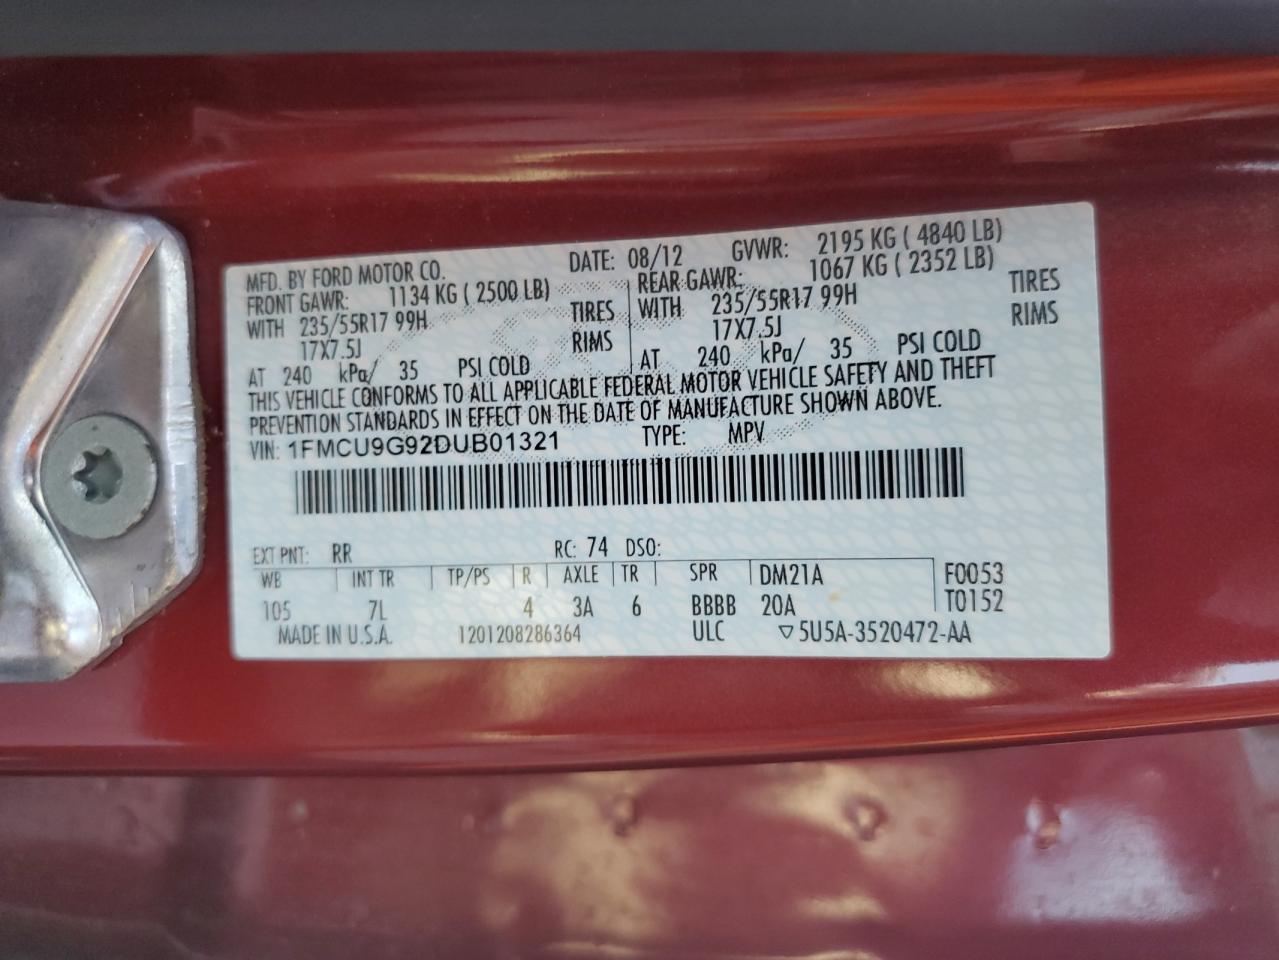 MFD. BY FORD MOTOR CO. DATE: 08/12 GVWR: 2195 KG ( 4840 LB)
FRONT GAWR: 1134 KG ( 2500 LB) REAR GAWR: 1067 KG ( 2352 LB)
WITH 235/55R17 99H TIRES WITH 235/55R17 99H TIRES
17X7.5J RIMS 17X7.5J RIMS
AT 240 kPa/ 35 PSI COLD AT 240 kPa/ 35 PSI COLD
THIS VEHICLE CONFORMS TO ALL APPLICABLE FEDERAL MOTOR VEHICLE SAFETY AND THEFT
PREVENTION STANDARDS IN EFFECT ON THE DATE OF MANUFACTURE SHOWN ABOVE.
VIN: 1FMCU9G92DUB01321 TYPE: MPV
EXT PNT: RR RC: 74 DSO:
WB INT TR TP/PS R AXLE TR SPR DM21A F0053
105 7L 4 3A 6 BBBB 20A T0152
MADE IN U.S.A. 1201208286364 ULC ▽5U5A-3520472-AA